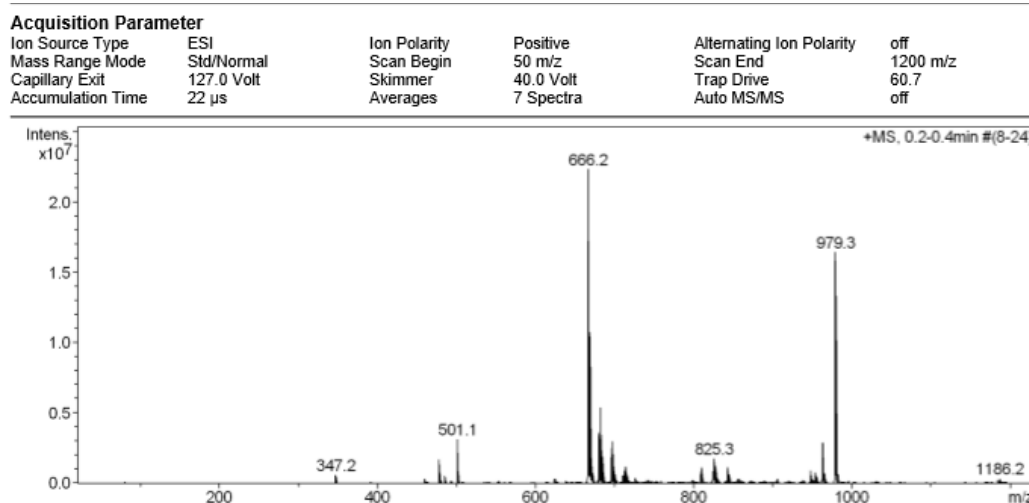 Acquisition Parameter
Ion Source Type ESI Ion Polarity Positive Alternating Ion Polarity off
Mass Range Mode Std/Normal Scan Begin 50 m/z Scan End 1200 m/z
Capillary Exit 127.0 Volt Skimmer 40.0 Volt Trap Drive 60.7
Accumulation Time 22 µs Averages 7 Spectra Auto MS/MS off
Intens.
x10⁷
+MS, 0.2-0.4min #(8-24)
666.2
2.0
979.3
1.5
1.0
0.5
501.1
825.3
347.2
1186.2
0.0
200 400 600 800 1000 m/z